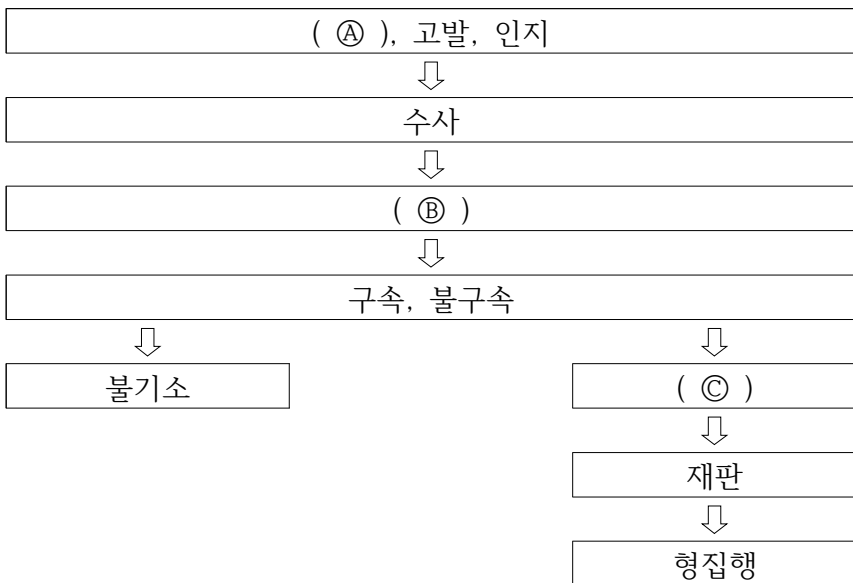 ( Ⓐ ), 고발, 인지
수사
( Ⓑ )
구속, 불구속
불기소
( Ⓒ )
재판
형집행